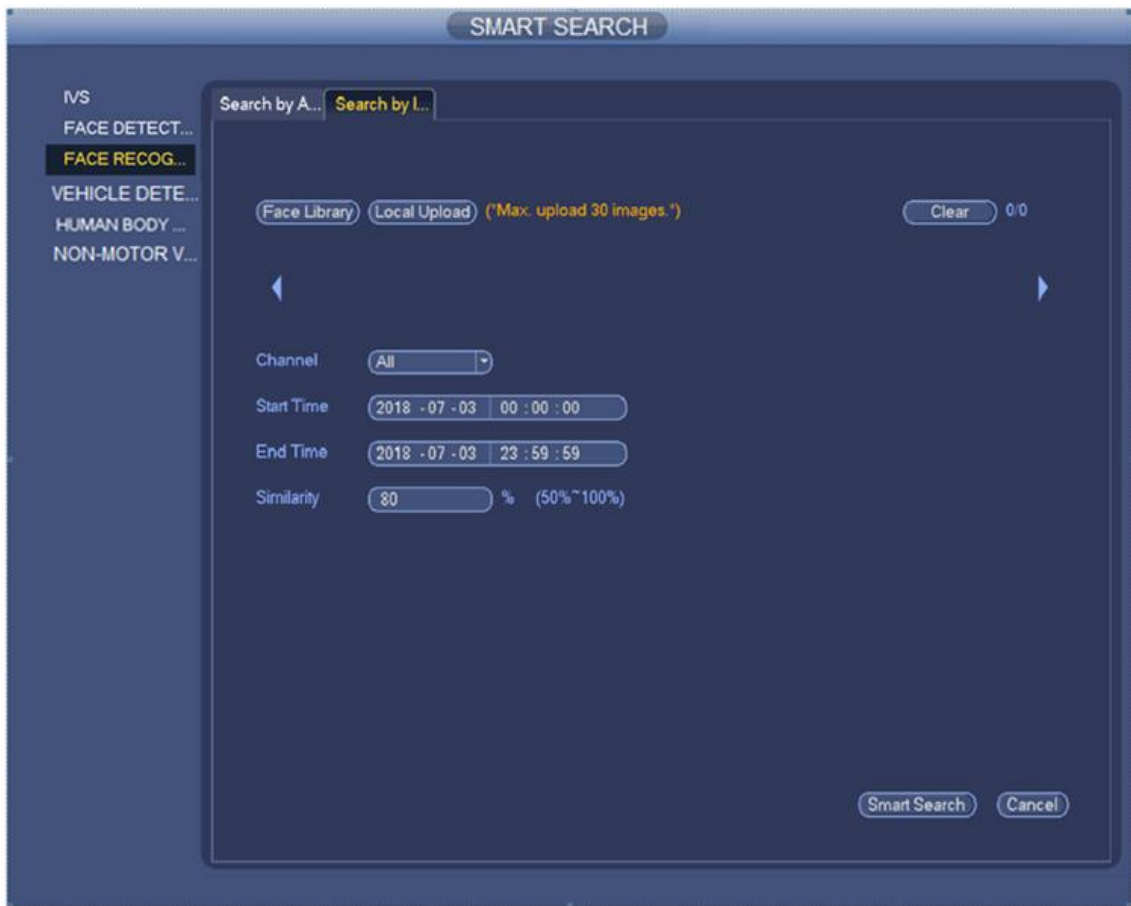 SMART SEARCH
IVS
FACE DETECT...
FACE RECOG...
VEHICLE DETE...
HUMAN BODY ...
NON-MOTOR V...
Search by A... Search by I...
Face Library Local Upload ("Max. upload 30 images.") Clear 0/0
Channel All
Start Time 2018 - 07 - 03 00 : 00 : 00
End Time 2018 - 07 - 03 23 : 59 : 59
Similarity 80 % (50%~100%)
Smart Search Cancel